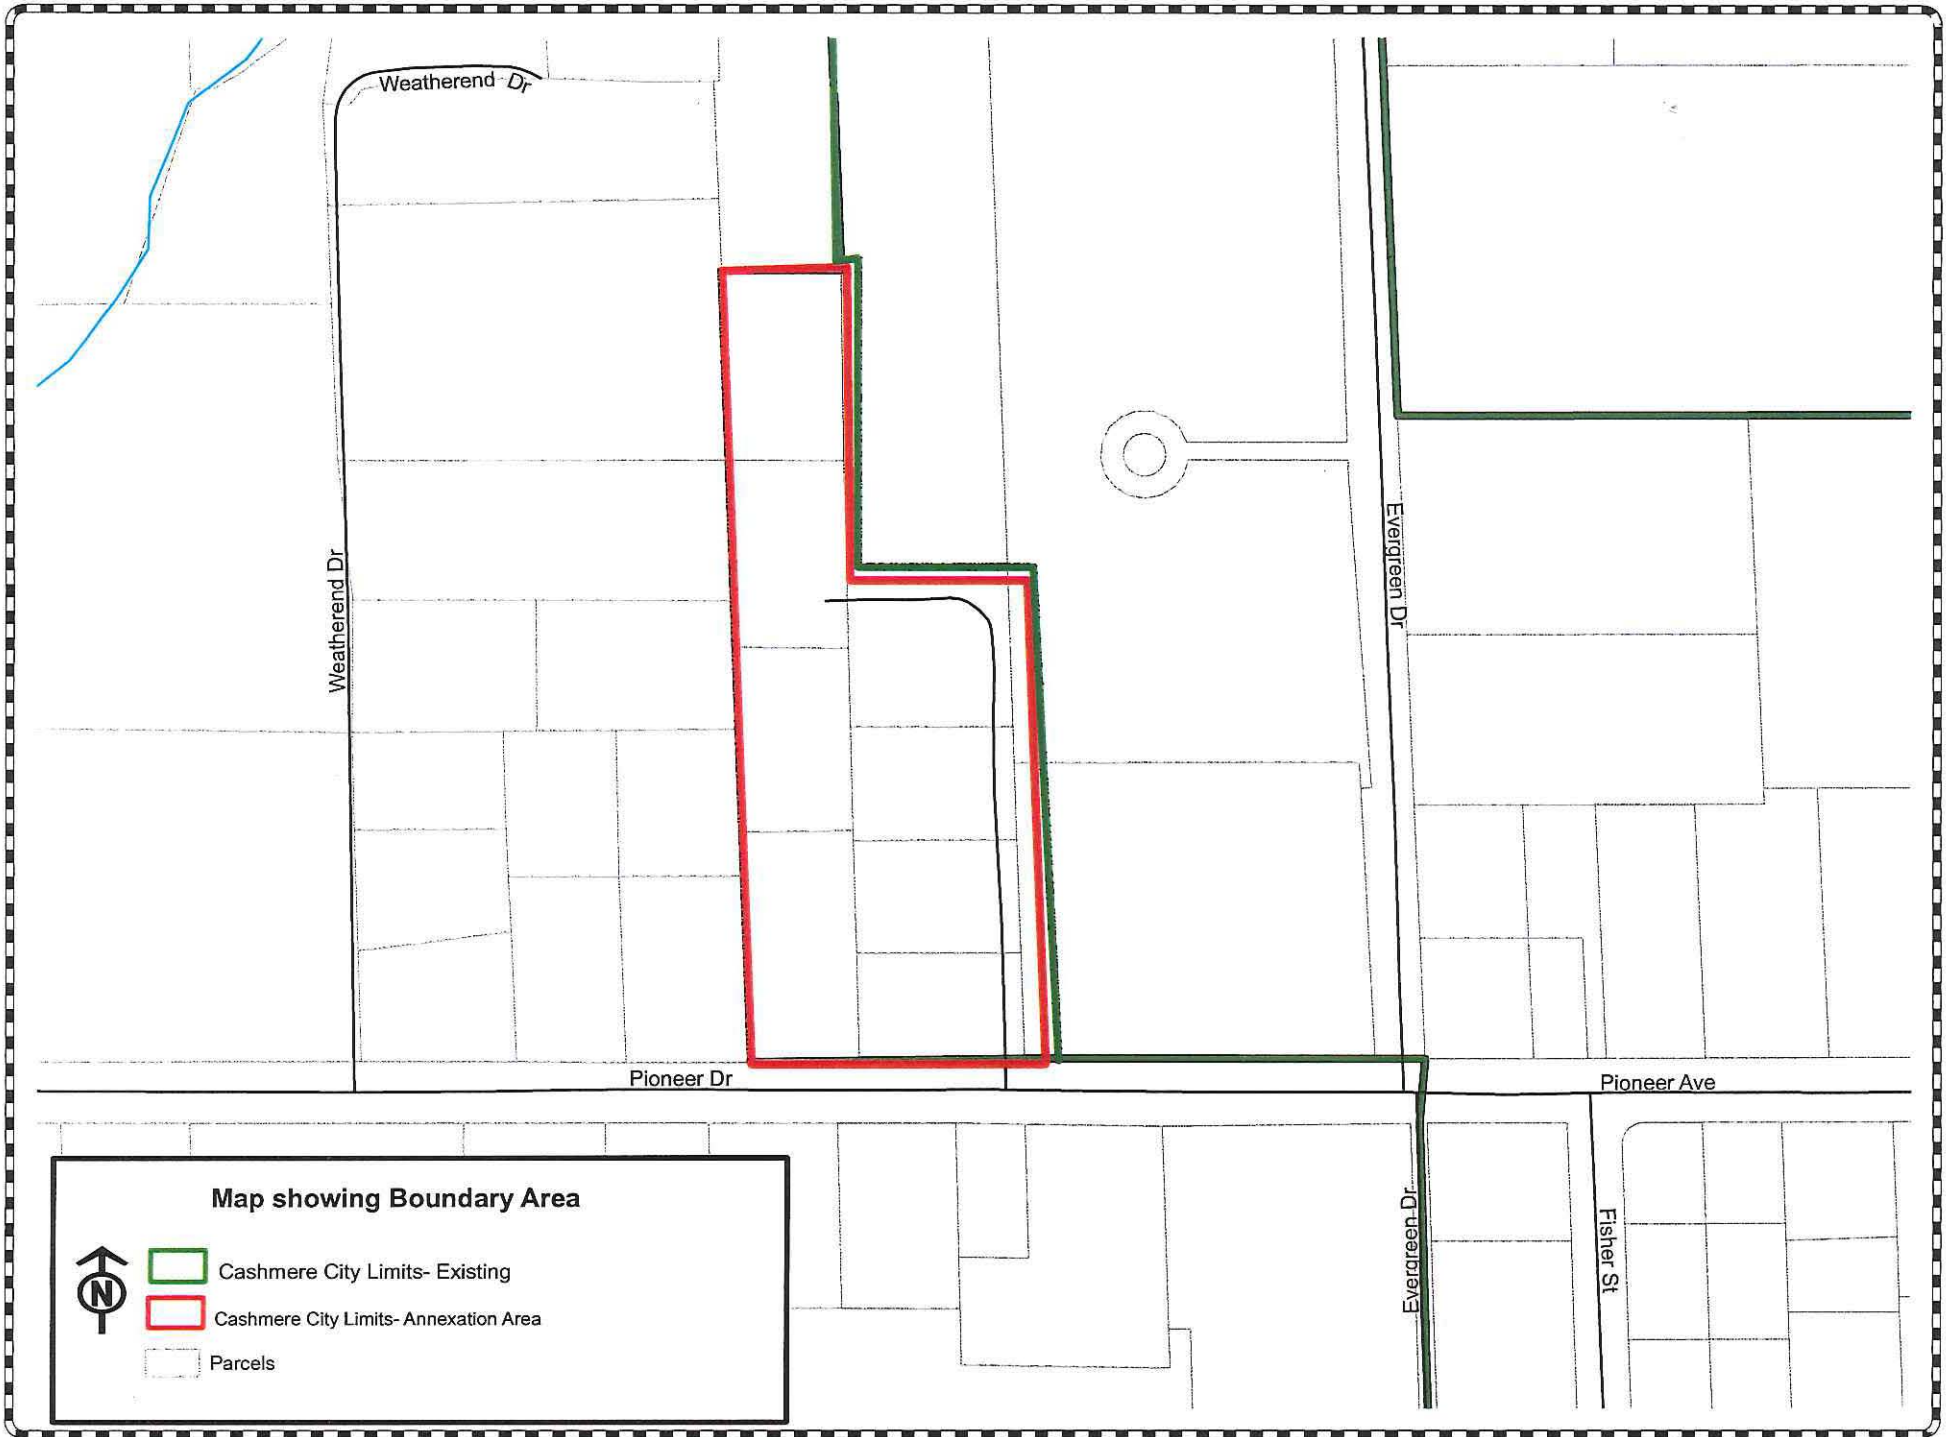 Weatherend Dr
Weatherend Dr
Evergreen Dr
Pioneer Dr
Pioneer Ave
Evergreen Dr
Fisher St
Map showing Boundary Area
N
Cashmere City Limits- Existing
Cashmere City Limits- Annexation Area
Parcels